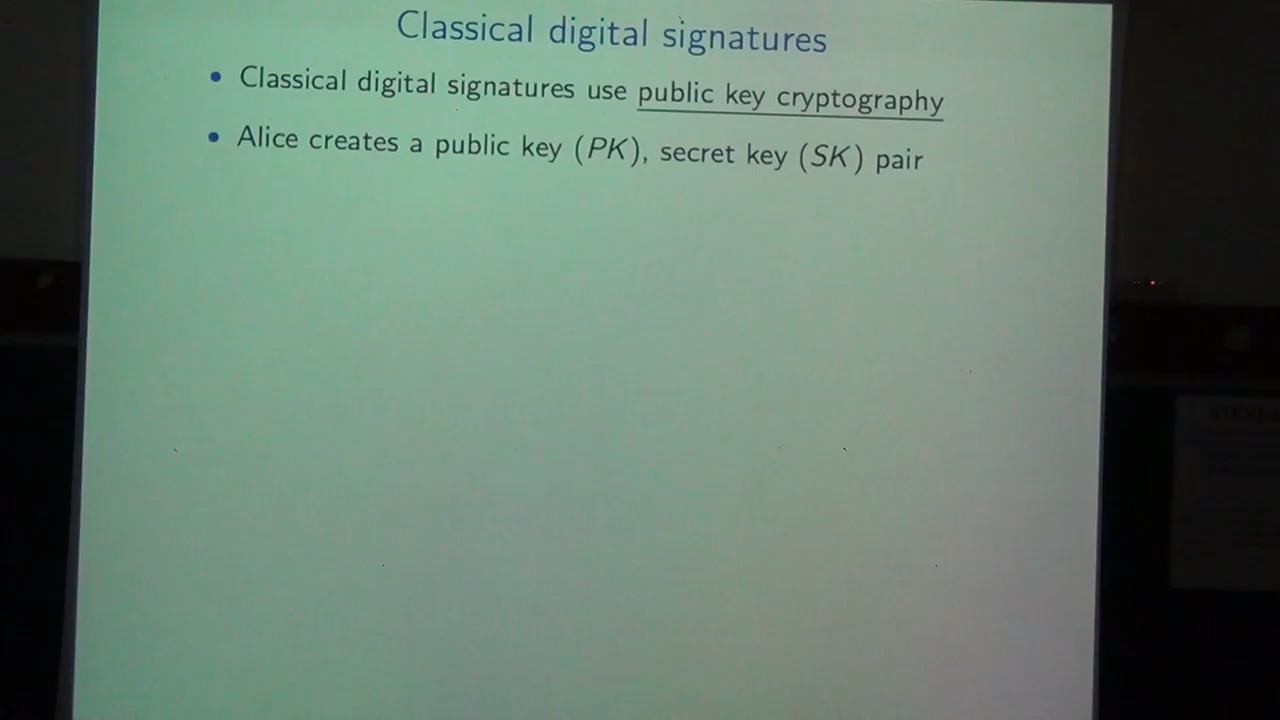 Classical digital signatures
• Classical digital signatures use public key cryptography
• Alice creates a public key (PK), secret key (SK) pair